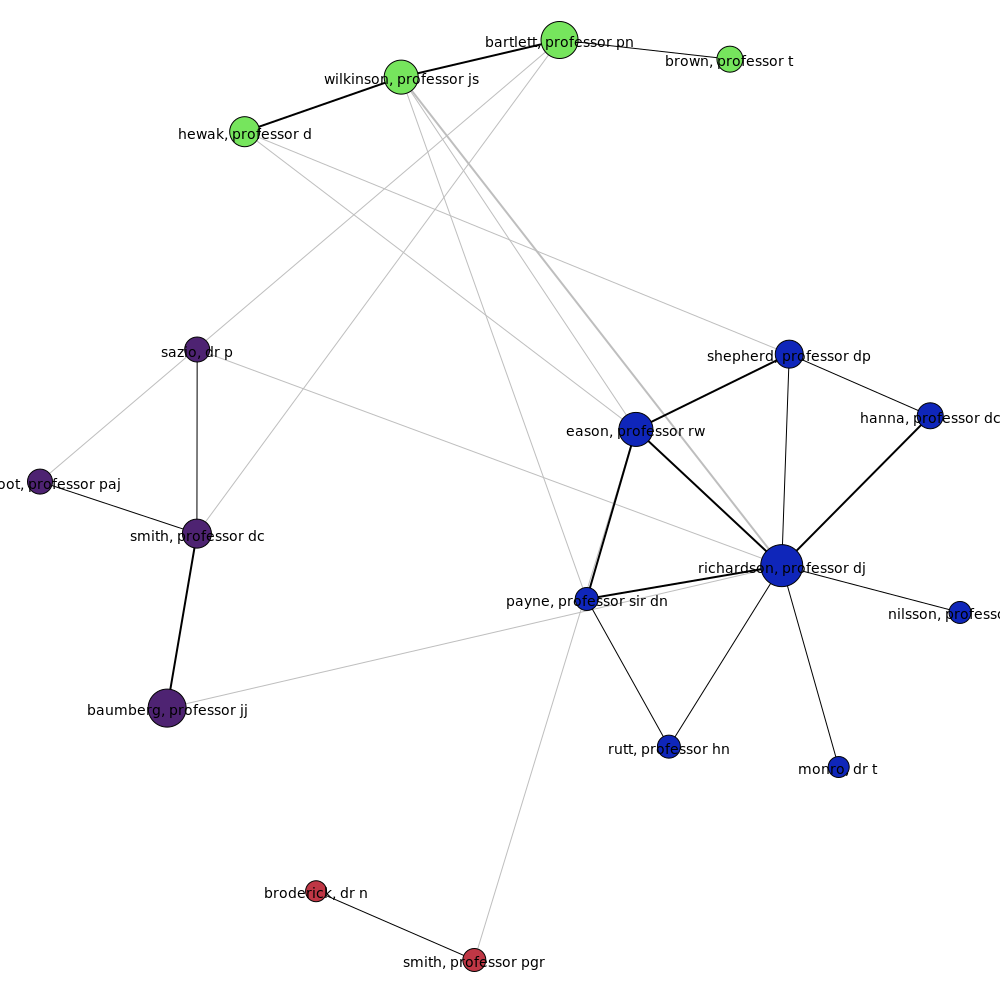 bartlett, professor pn
brown, professor t
wilkinson, professor js
hewak, professor d
sazio, dr p
shepherd, professor dp
hanna, professor dc
eason, professor rw
oot, professor paj
smith, professor dc
richardson, professor dj
payne, professor sir dn
nilsson, professo
baumberg, professor jj
rutt, professor hn
monro, dr t
broderick, dr n
smith, professor pgr